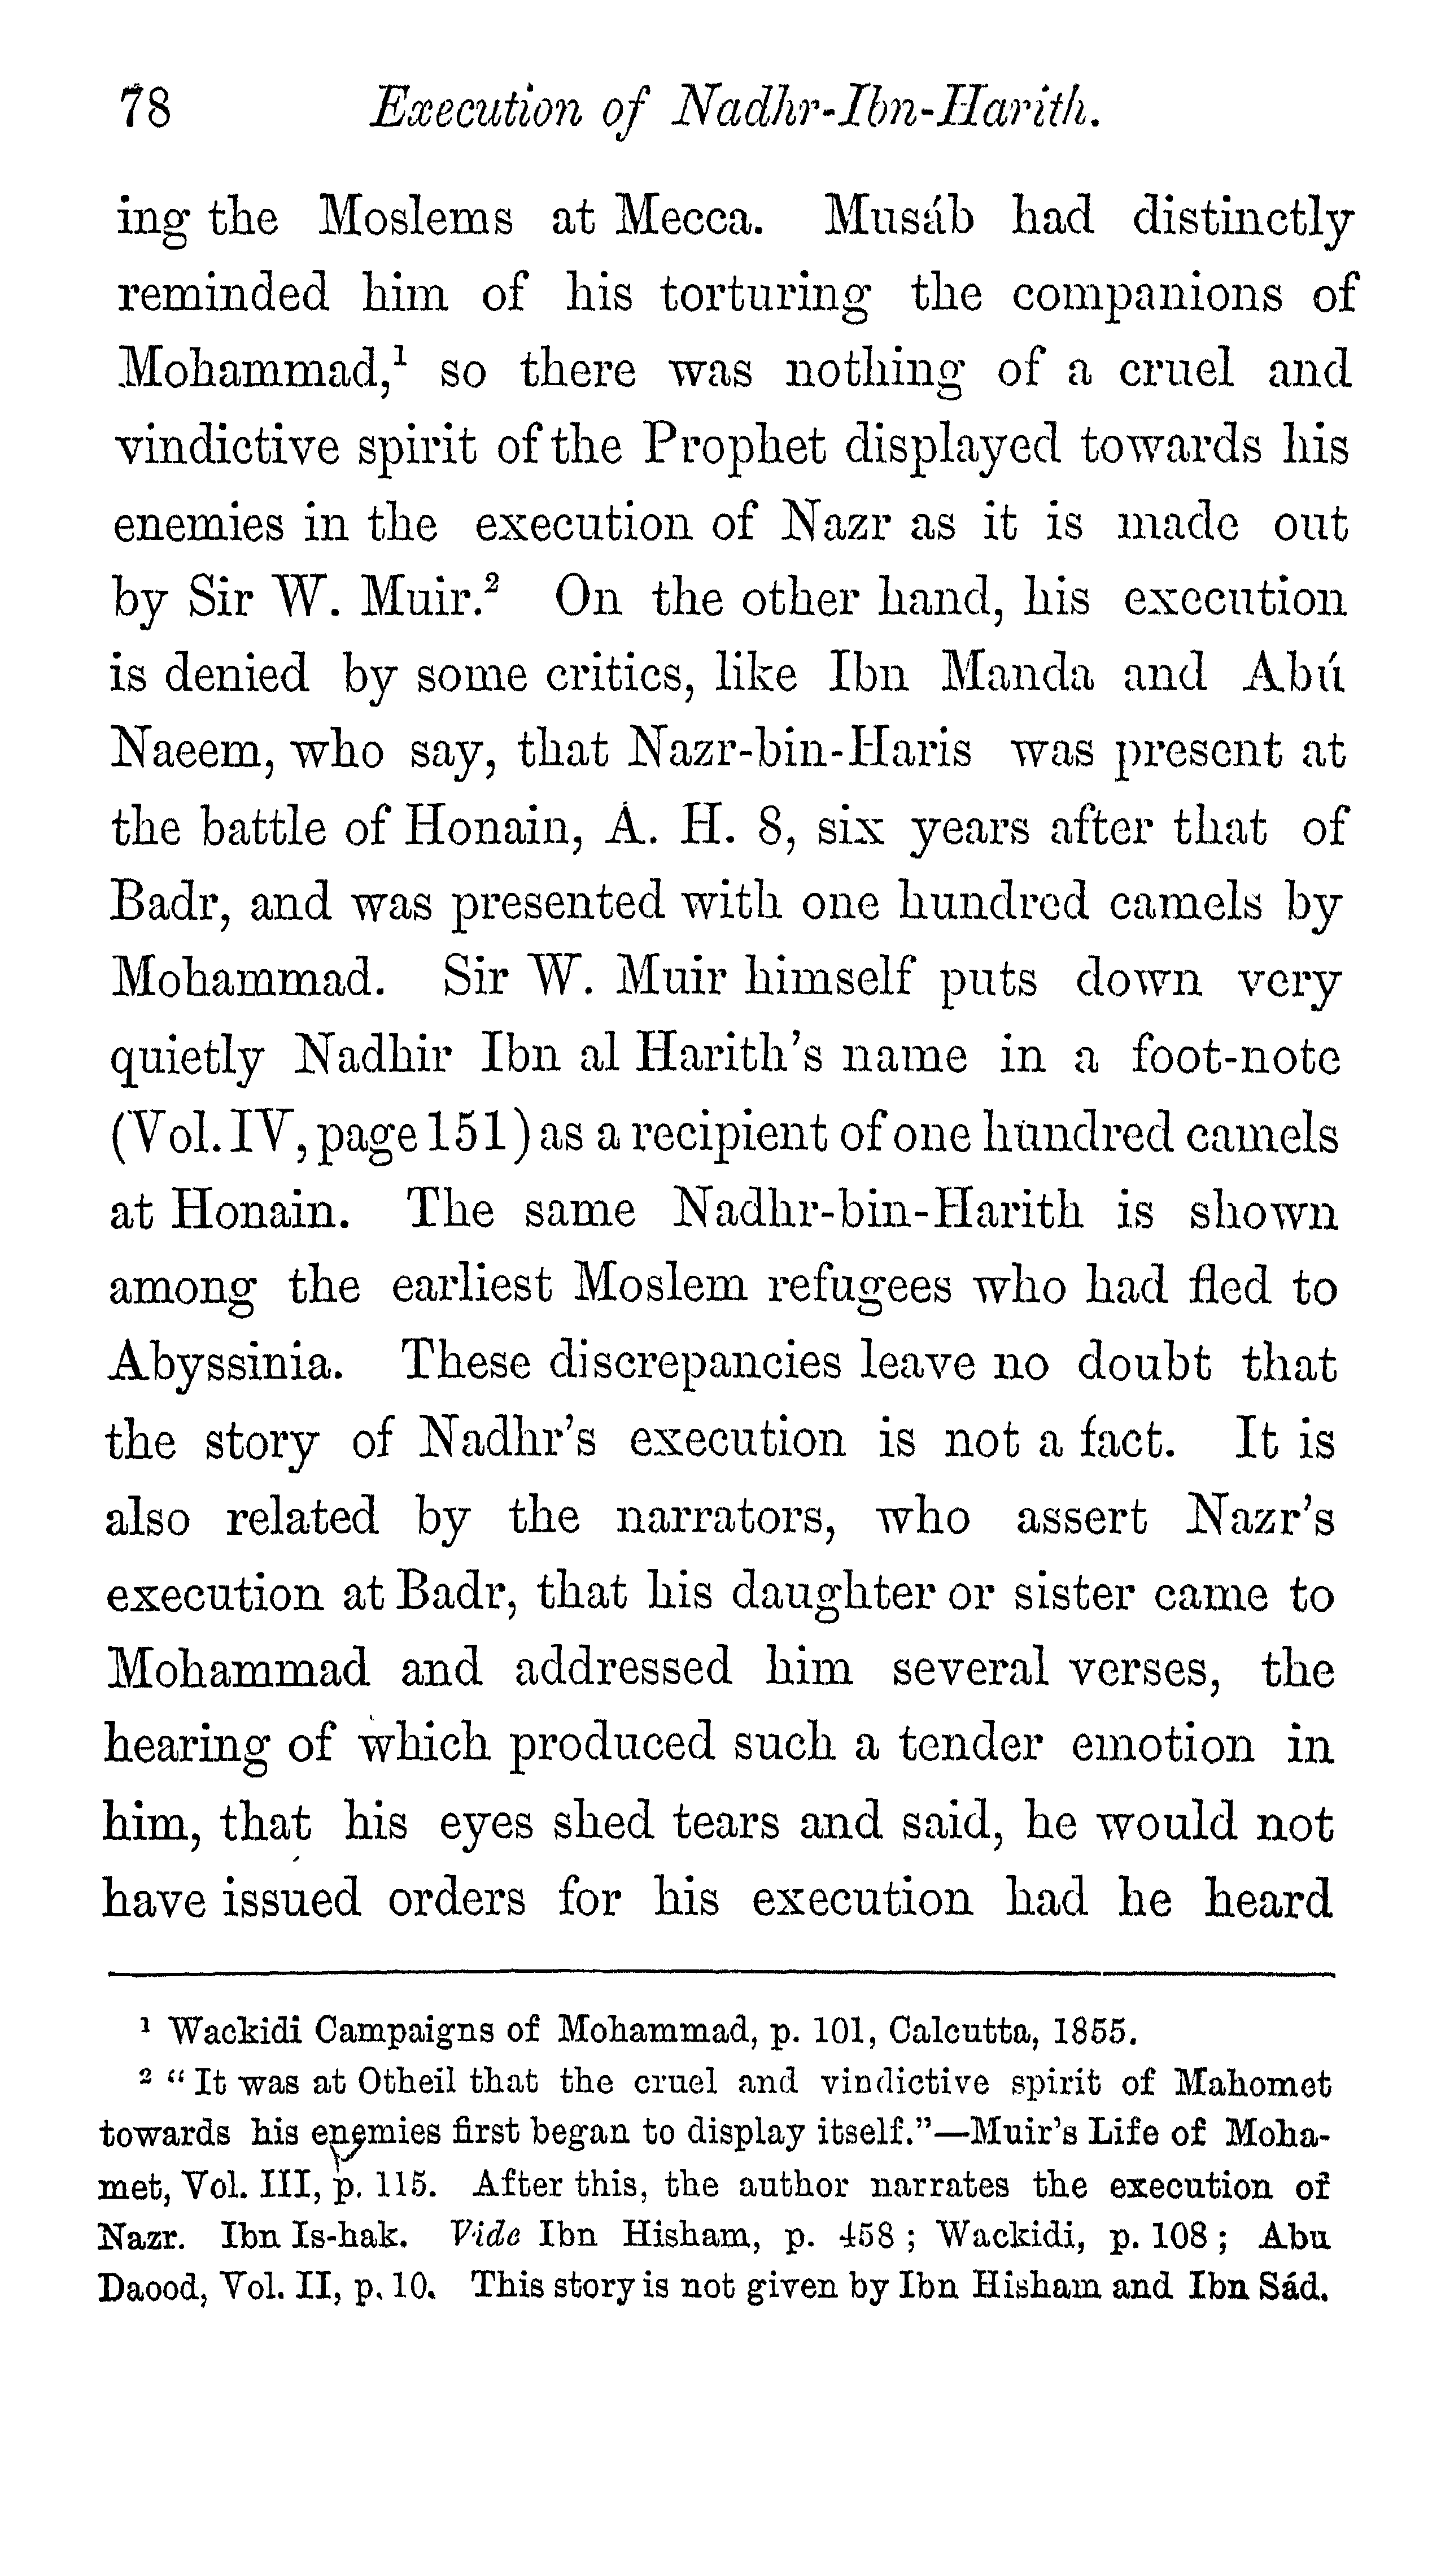 78 Execution of Nadhr-Ibn-Harith.
ing the Moslems at Mecca. Musáb had distinctly
reminded him of his torturing the companions of
Mohammad,¹ so there was nothing of a cruel and
vindictive spirit of the Prophet displayed towards his
enemies in the execution of Nazr as it is made out
by Sir W. Muir.² On the other hand, his execution
is denied by some critics, like Ibn Manda and Abú
Naeem, who say, that Nazr-bin-Haris was present at
the battle of Honain, A. H. 8, six years after that of
Badr, and was presented with one hundred camels by
Mohammad. Sir W. Muir himself puts down very
quietly Nadhir Ibn al Harith's name in a foot-note
(Vol. IV, page 151) as a recipient of one hundred camels
at Honain. The same Nadhr-bin-Harith is shown
among the earliest Moslem refugees who had fled to
Abyssinia. These discrepancies leave no doubt that
the story of Nadhr's execution is not a fact. It is
also related by the narrators, who assert Nazr's
execution at Badr, that his daughter or sister came to
Mohammad and addressed him several verses, the
hearing of which produced such a tender emotion in
him, that his eyes shed tears and said, he would not
have issued orders for his execution had he heard
¹ Wackidi Campaigns of Mohammad, p. 101, Calcutta, 1855.
² "It was at Otheil that the cruel and vindictive spirit of Mahomet
towards his enemies first began to display itself."—Muir's Life of Moha-
met, Vol. III, p. 115. After this, the author narrates the execution of
Nazr. Ibn Is-hak. Vide Ibn Hisham, p. 458 ; Wackidi, p. 108 ; Abu
Daood, Vol. II, p. 10. This story is not given by Ibn Hisham and Ibn Sád.